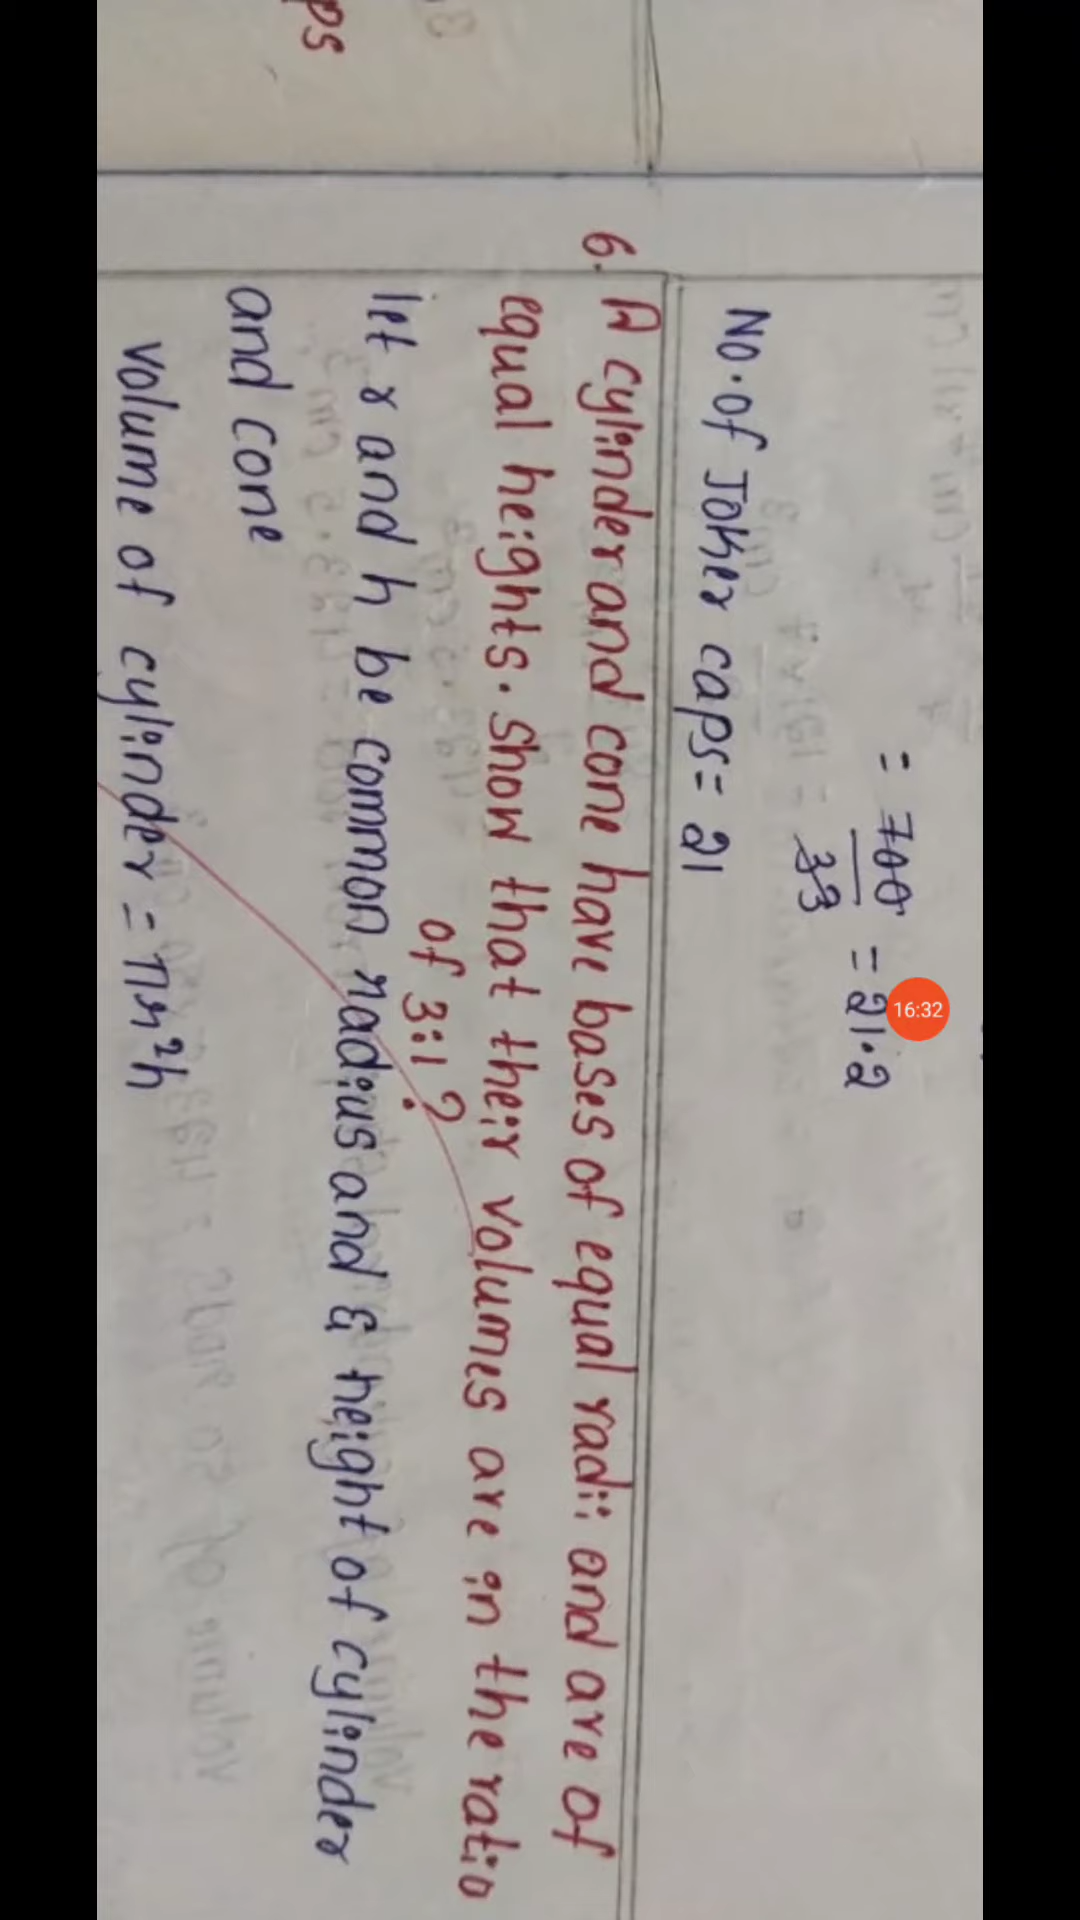 ps
= 700
33
= 21.2
16:32
No. of Joker caps = 21
6. A cylinder and cone have bases of equal radii and are of
equal heights. show that their volumes are in the ratio
of 3:1 ?
let r and h be common radius and & height of cylinder
and cone
volume of cylinder = πr²h